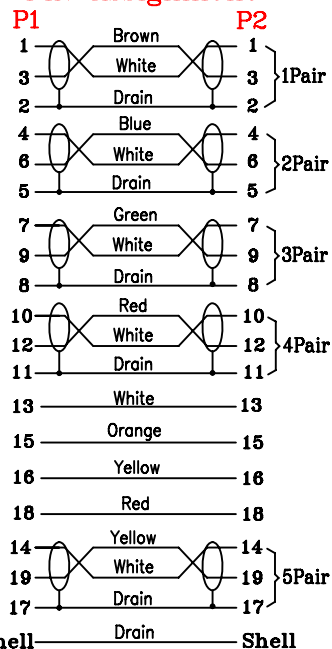 P1 P2
1 Brown 1
3 White 3 1Pair
2 Drain 2
4 Blue 4
6 White 6 2Pair
5 Drain 5
7 Green 7
9 White 9 3Pair
8 Drain 8
10 Red 10
12 White 12 4Pair
11 Drain 11
13 White 13
15 Orange 15
16 Yellow 16
18 Red 18
14 Yellow 14
19 White 19 5Pair
17 Drain 17
hell Drain Shell